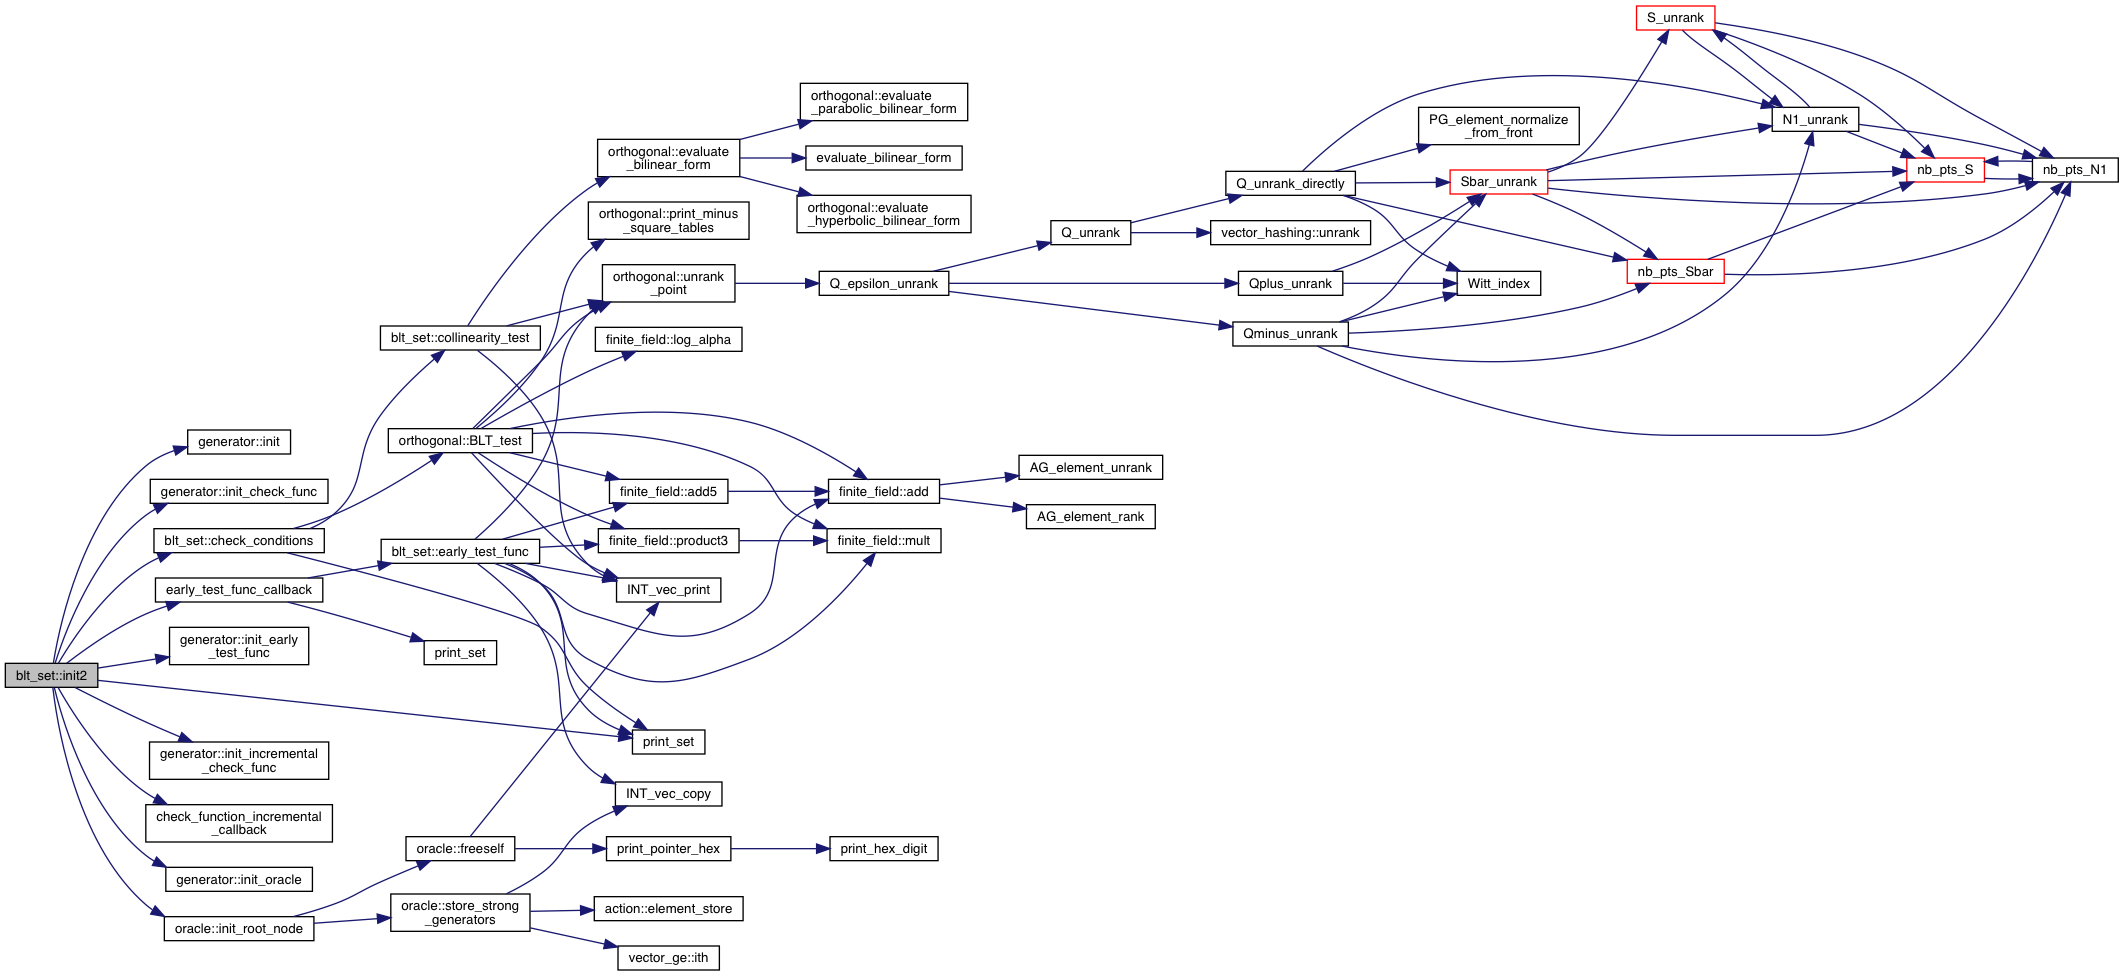 blt_set::init2
generator::init
generator::init_check_func
blt_set::check_conditions
early_test_func_callback
generator::init_early
_test_func
generator::init_incremental
_check_func
check_function_incremental
_callback
generator::init_oracle
oracle::init_root_node
blt_set::collinearity_test
orthogonal::BLT_test
blt_set::early_test_func
print_set
oracle::freeself
oracle::store_strong
_generators
orthogonal::evaluate
_bilinear_form
orthogonal::print_minus
_square_tables
orthogonal::unrank
_point
finite_field::log_alpha
finite_field::add5
finite_field::product3
INT_vec_print
print_set
INT_vec_copy
print_pointer_hex
action::element_store
vector_ge::ith
orthogonal::evaluate
_parabolic_bilinear_form
evaluate_bilinear_form
orthogonal::evaluate
_hyperbolic_bilinear_form
Q_epsilon_unrank
finite_field::add
finite_field::mult
print_hex_digit
Q_unrank
AG_element_unrank
AG_element_rank
Q_unrank_directly
vector_hashing::unrank
Qplus_unrank
Qminus_unrank
PG_element_normalize
_from_front
Sbar_unrank
Witt_index
S_unrank
N1_unrank
nb_pts_Sbar
nb_pts_S
nb_pts_N1